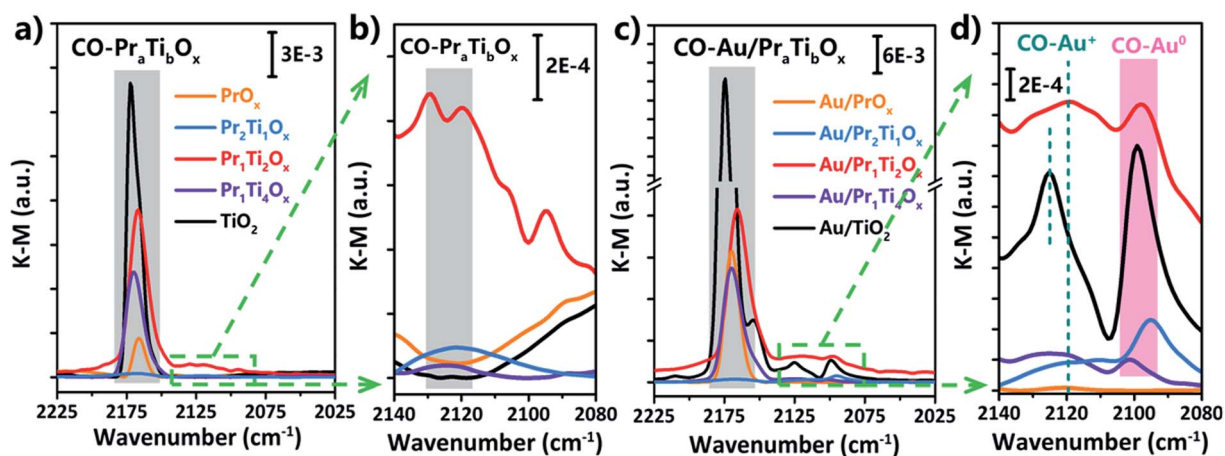 a)
CO-PrₐTi_bOₓ
3E-3
PrOₓ
Pr₂Ti₁Oₓ
Pr₁Ti₂Oₓ
Pr₁Ti₄Oₓ
TiO₂
K-M (a.u.)
2225 2175 2125 2075 2025
Wavenumber (cm⁻¹)
b)
CO-PrₐTi_bOₓ
2E-4
K-M (a.u.)
2140 2120 2100 2080
Wavenumber (cm⁻¹)
c)
CO-Au/PrₐTi_bOₓ
6E-3
Au/PrOₓ
Au/Pr₂Ti₁Oₓ
Au/Pr₁Ti₂Oₓ
Au/Pr₁Ti₄Oₓ
Au/TiO₂
K-M (a.u.)
2225 2175 2125 2075 2025
Wavenumber (cm⁻¹)
d)
CO-Au⁺
CO-Au⁰
2E-4
K-M (a.u.)
2140 2120 2100 2080
Wavenumber (cm⁻¹)